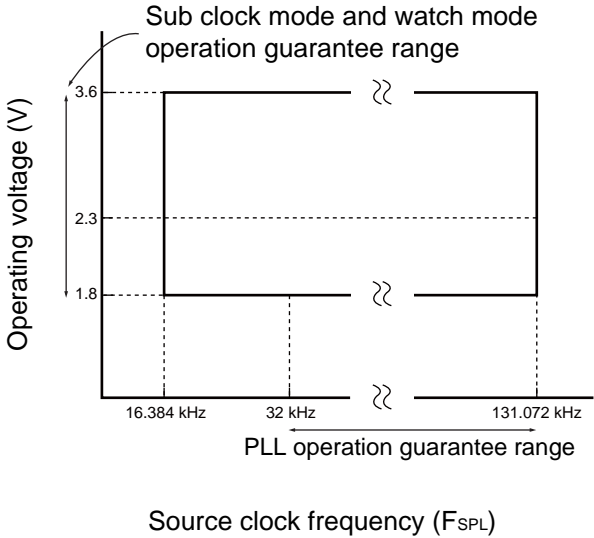 Sub clock mode and watch mode
operation guarantee range
Operating voltage (V)
3.6
2.3
1.8
16.384 kHz
32 kHz
131.072 kHz
PLL operation guarantee range
Source clock frequency (FSPL)